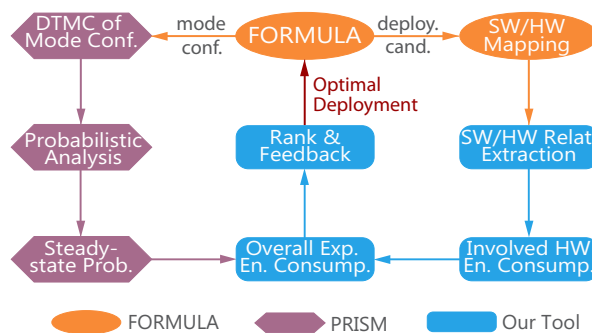 DTMC of
Mode Conf.
mode
conf.
FORMULA
deploy.
cand.
SW/HW
Mapping
Optimal
Deployment
Probabilistic
Analysis
Rank &
Feedback
SW/HW Relat.
Extraction
Steady-
state Prob.
Overall Exp.
En. Consump.
Involved HW
En. Consump.
FORMULA
PRISM
Our Tool